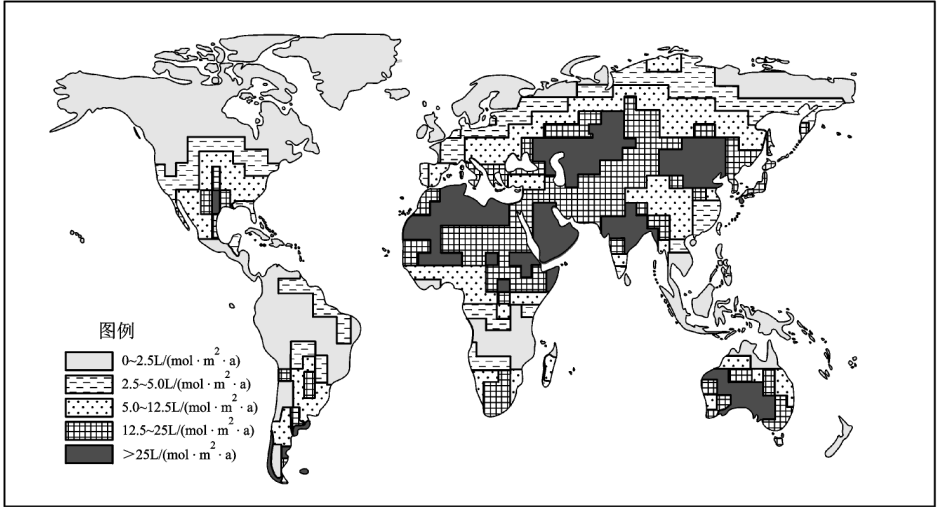 图例
0~2.5L/(mol · m² · a)
2.5~5.0L/(mol · m² · a)
5.0~12.5L/(mol · m² · a)
12.5~25L/(mol · m² · a)
>25L/(mol · m² · a)